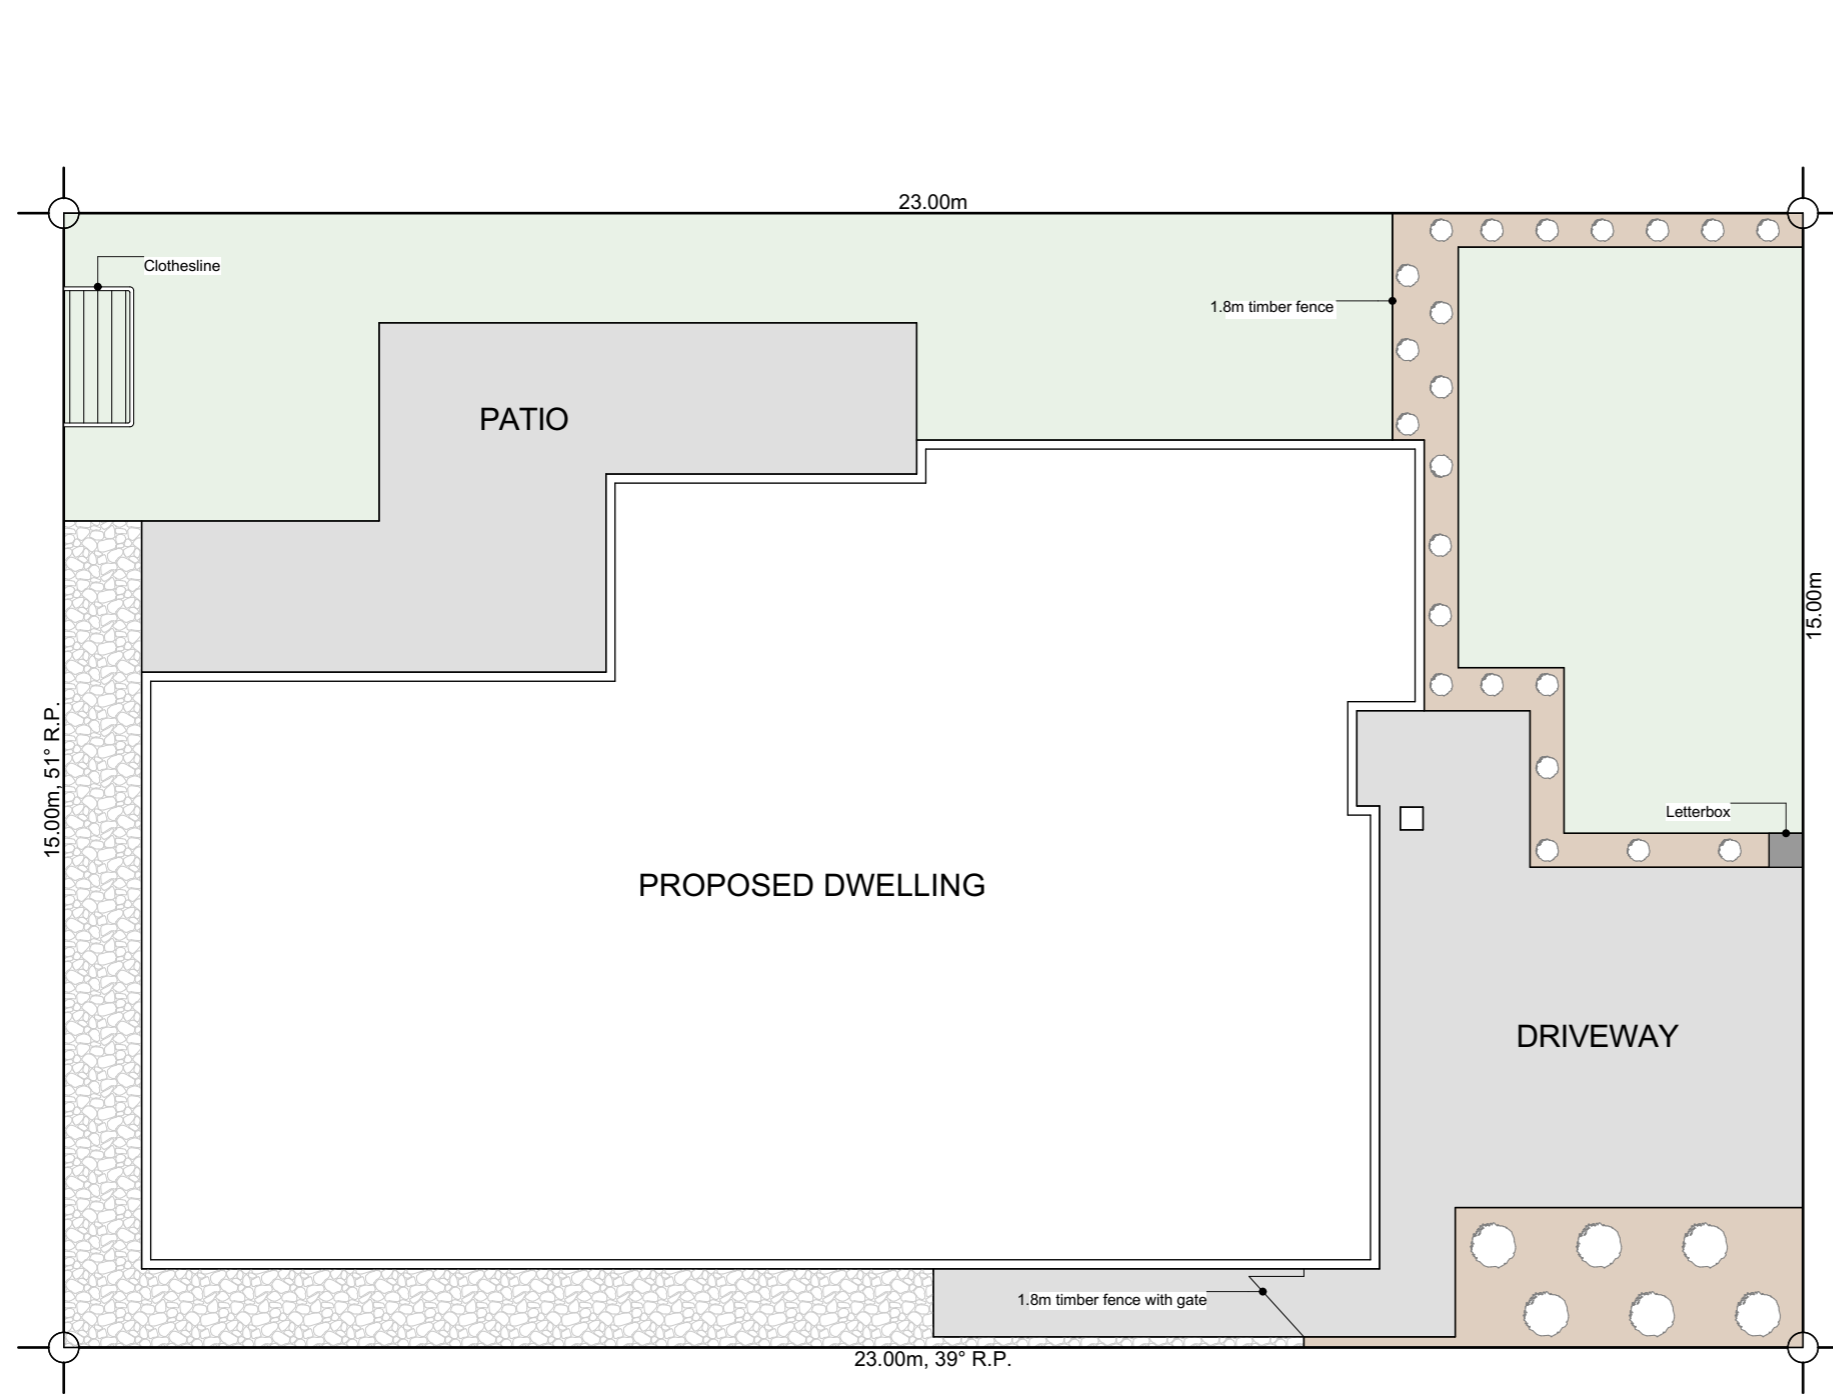 23.00m
Clothesline
1.8m timber fence
PATIO
15.00m
15.00m, 51° R.P.
Letterbox
PROPOSED DWELLING
DRIVEWAY
1.8m timber fence with gate
23.00m, 39° R.P.